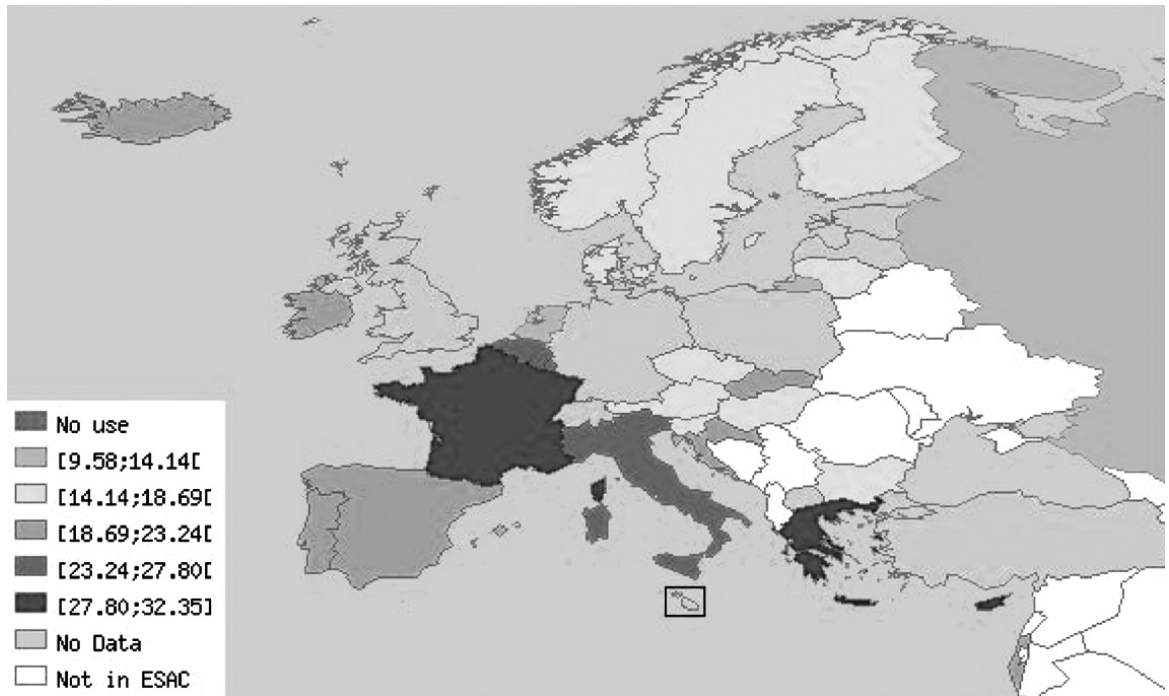 No use
[9.58;14.14[
[14.14;18.69[
[18.69;23.24[
[23.24;27.80[
[27.80;32.35]
No Data
Not in ESAC